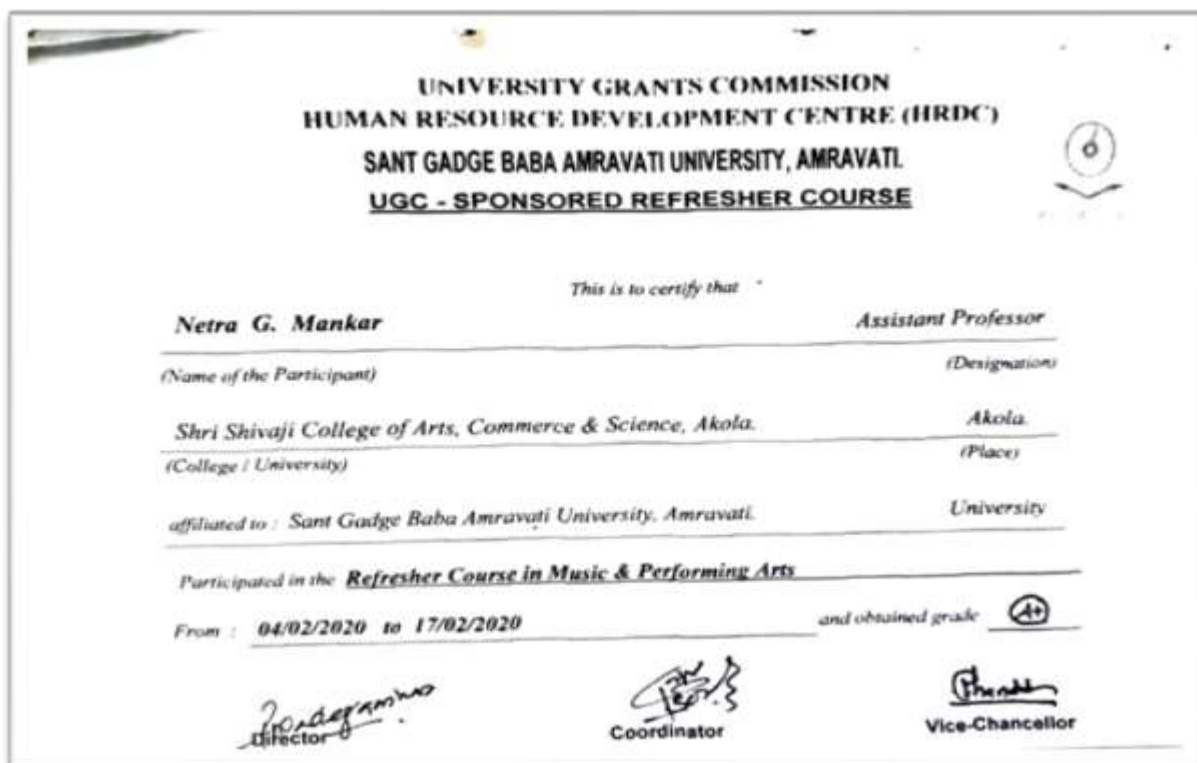 UNIVERSITY GRANTS COMMISSION
HUMAN RESOURCE DEVELOPMENT CENTRE (HRDC)
SANT GADGE BABA AMRAVATI UNIVERSITY, AMRAVATI.
UGC - SPONSORED REFRESHER COURSE
This is to certify that
Netra G. Mankar Assistant Professor
(Name of the Participant) (Designation)
Shri Shivaji College of Arts, Commerce & Science, Akola. Akola.
(College / University) (Place)
affiliated to : Sant Gadge Baba Amravati University, Amravati. University
Participated in the Refresher Course in Music & Performing Arts
From : 04/02/2020 to 17/02/2020 and obtained grade A+
Director Coordinator Vice-Chancellor